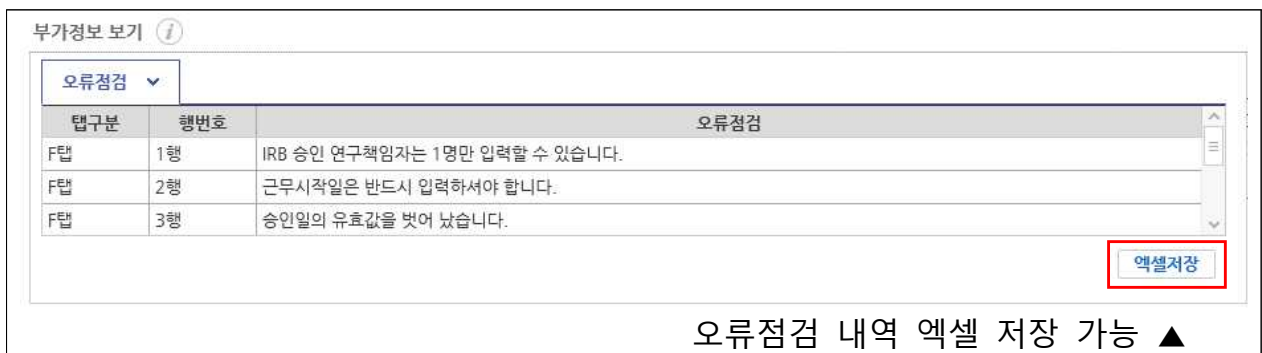 부가정보 보기 i
오류점검
탭구분 행번호 오류점검
F탭 1행 IRB 승인 연구책임자는 1명만 입력할 수 있습니다.
F탭 2행 근무시작일은 반드시 입력하셔야 합니다.
F탭 3행 승인일의 유효값을 벗어 났습니다.
엑셀저장
오류점검 내역 엑셀 저장 가능 ▲